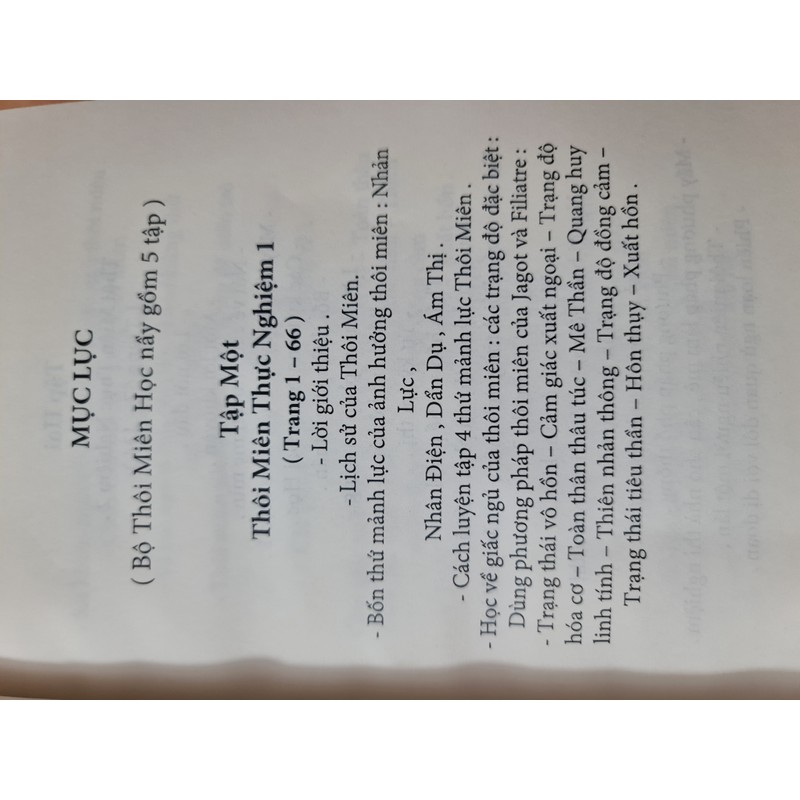 MỤC LỤC
( Bộ Thôi Miên Học nầy gồm 5 tập )
Tập Một
Thôi Miên Thực Nghiệm 1
( Trang 1 – 66 )
- Lời giới thiệu .
- Lịch sử của Thôi Miên.
- Bốn thứ mảnh lực của ảnh hưởng thôi miên : Nhản
Lực ,
Nhân Điện , Dẩn Dụ , Ám Thị .
- Cách luyện tập 4 thứ mảnh lực Thôi Miên .
- Học về giấc ngủ của thôi miên : các trạng độ đặc biệt :
Dùng phương pháp thôi miên của Jagot và Filiatre :
- Trạng thái vô hồn – Cảm giác xuất ngoại – Trạng độ
hóa cơ – Toàn thân thâu túc – Mê Thần – Quang huy
linh tính – Thiên nhản thông – Trạng độ đồng cảm –
Trạng thái tiêu thần – Hôn thụy – Xuất hồn .